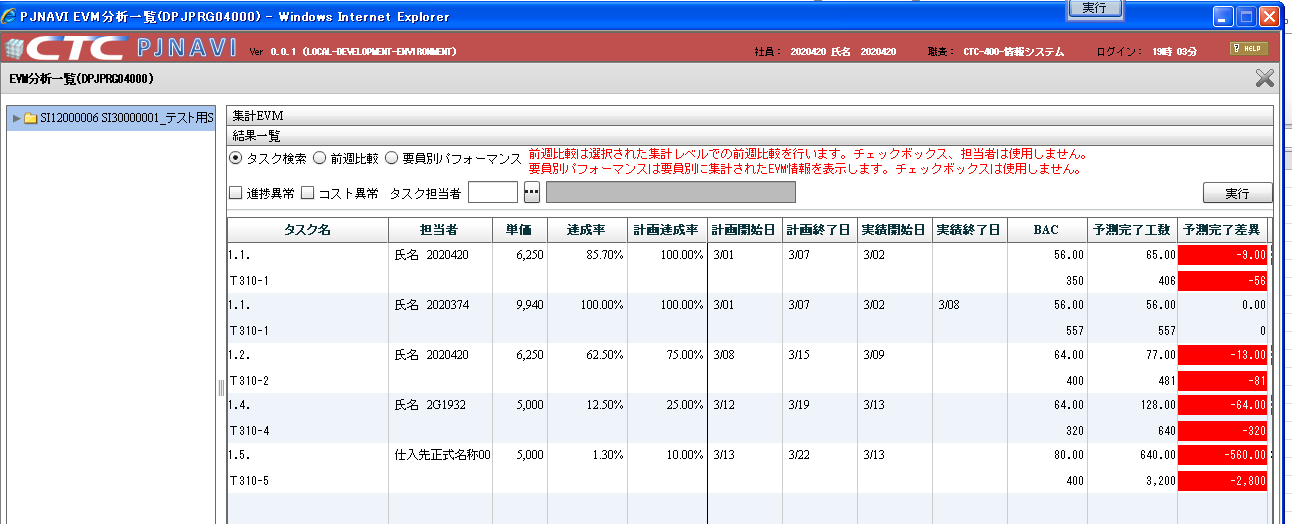 実行
PJNAVI EVM分析一覧(DPJPRG04000) - Windows Internet Explorer
CTC PJNAVI Ver 0.0.1 (LOCAL-DEVELOPMENT-ENVIRONMENT) 社員: 2020420 氏名 2020420 職責: CTC-400-情報システム ログイン: 19時 03分 ? HELP
EVM分析一覧(DPJPRG04000)
SI12000006 SI30000001_テスト用S
集計EVM
結果一覧
タスク検索 前週比較 要員別パフォーマンス 前週比較は選択された集計レベルでの前週比較を行います。チェックボックス、担当者は使用しません。
要員別パフォーマンスは要員別に集計されたEVM情報を表示します。チェックボックスは使用しません。
進捗異常 コスト異常 タスク担当者 ... 実行
タスク名 担当者 単価 達成率 計画達成率 計画開始日 計画終了日 実績開始日 実績終了日 BAC 予測完了工数 予測完了差異
1.1. 氏名 2020420 6,250 85.70% 100.00% 3/01 3/07 3/02 56.00 65.00 -9.00
T310-1 350 406 -56
1.1. 氏名 2020374 9,940 100.00% 100.00% 3/01 3/07 3/02 3/08 56.00 56.00 0.00
T310-1 557 557 0
1.2. 氏名 2020420 6,250 62.50% 75.00% 3/08 3/15 3/09 64.00 77.00 -13.00
T310-2 400 481 -81
1.4. 氏名 2G1932 5,000 12.50% 25.00% 3/12 3/19 3/13 64.00 128.00 -64.00
T310-4 320 640 -320
1.5. 仕入先正式名称00 5,000 1.30% 10.00% 3/13 3/22 3/13 80.00 640.00 -560.00
T310-5 400 3,200 -2,800